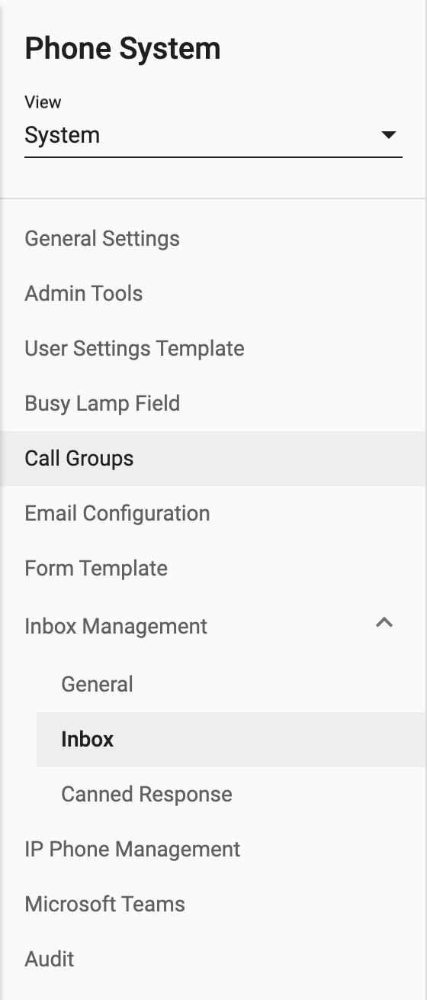 Phone System
View
System
General Settings
Admin Tools
User Settings Template
Busy Lamp Field
Call Groups
Email Configuration
Form Template
Inbox Management
General
Inbox
Canned Response
IP Phone Management
Microsoft Teams
Audit